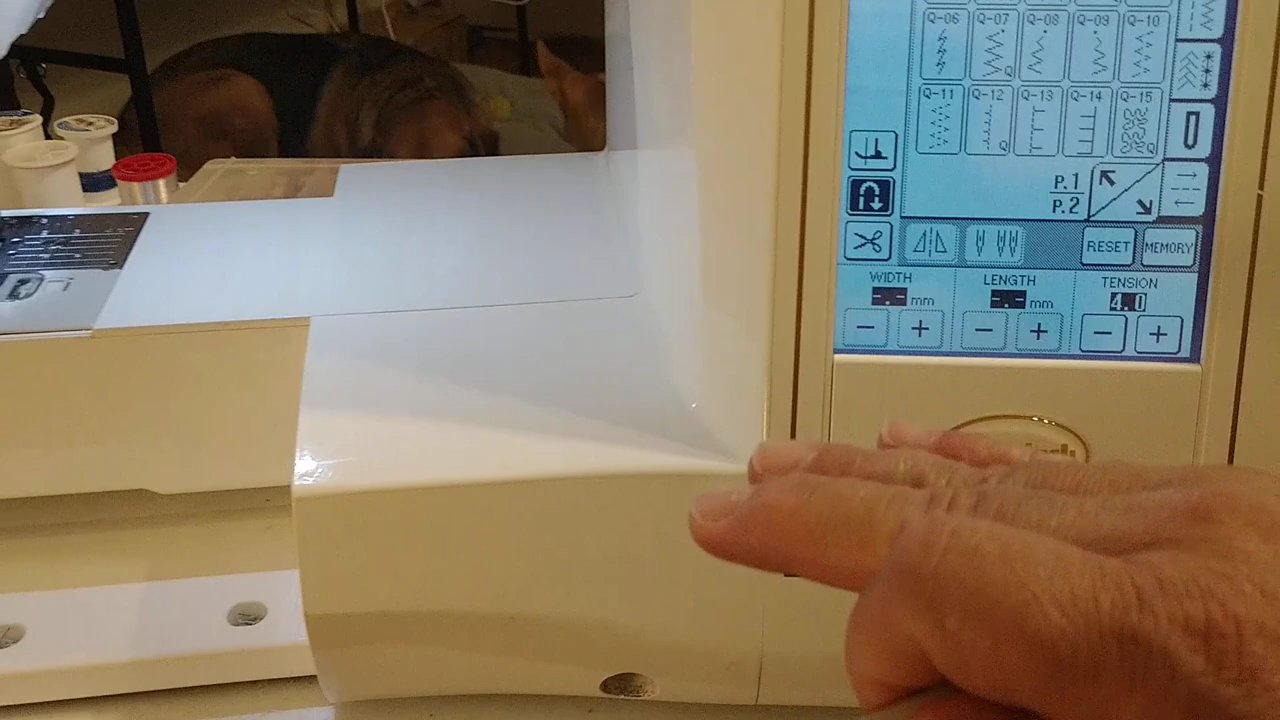 Q-06 Q-07 Q-08 Q-09 Q-10
Q
Q-11 Q-12 Q-13 Q-14 Q-15
Q Q
P.1
P.2
RESET MEMORY
WIDTH LENGTH TENSION
-.- mm -.- mm 4.0
- + - + - +